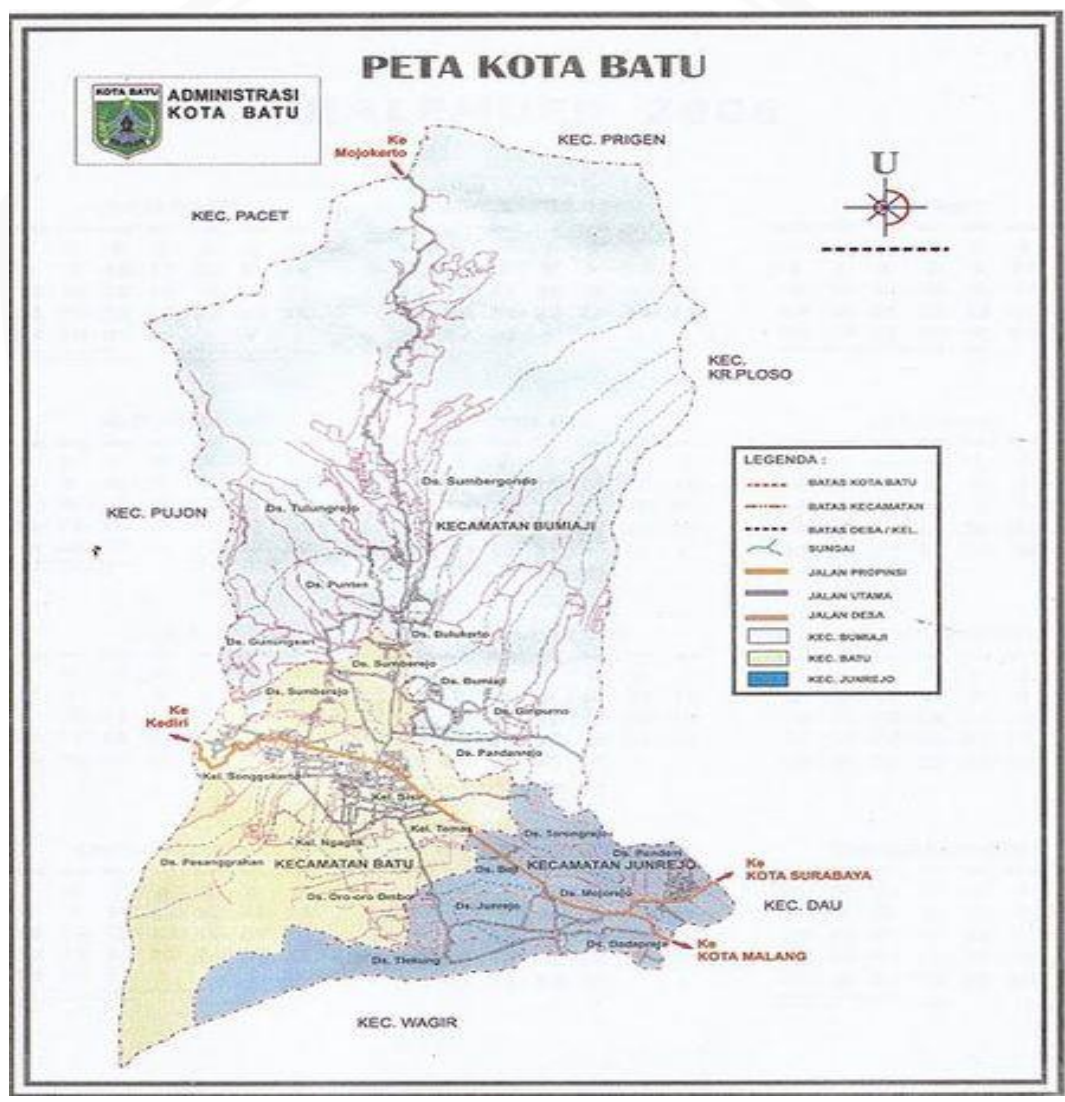 PETA KOTA BATU
KOTA BATU
ADMINISTRASI
KOTA BATU
Ke
Mojokerto
KEC. PRIGEN
U
KEC. PACET
KEC.
KR.PLOSO
LEGENDA :
BATAS KOTA BATU
BATAS KECAMATAN
BATAS DESA / KEL.
SUNGAI
JALAN PROPINSI
JALAN UTAMA
JALAN DESA
KEC. BUMIAJI
KEC. BATU
KEC. JUNREJO
KEC. PUJON
Ds. Sumbergondo
Ds. Tulungrejo
KECAMATAN BUMIAJI
Ds. Punten
Ds. Bulukerto
Ds. Gunungsari
Ds. Sumberejo
Ds. Bumiaji
Ds. Sumberejo
Ds. Giripurno
Ke
Kediri
Ds. Pandanrejo
Kel. Songgokerto
Kel. Sisir
Kel. Temas
Ds. Torongrejo
Kel. Ngaglik
Ds. Pendem
Ds. Pesanggrahan
KECAMATAN BATU
Ds. Beji
KECAMATAN JUNREJO
Ke
KOTA SURABAYA
Ds. Oro-oro Ombo
Ds. Junrejo
Ds. Mojorejo
KEC. DAU
Ds. Dadaprejo
Ke
KOTA MALANG
Ds. Tlekung
KEC. WAGIR